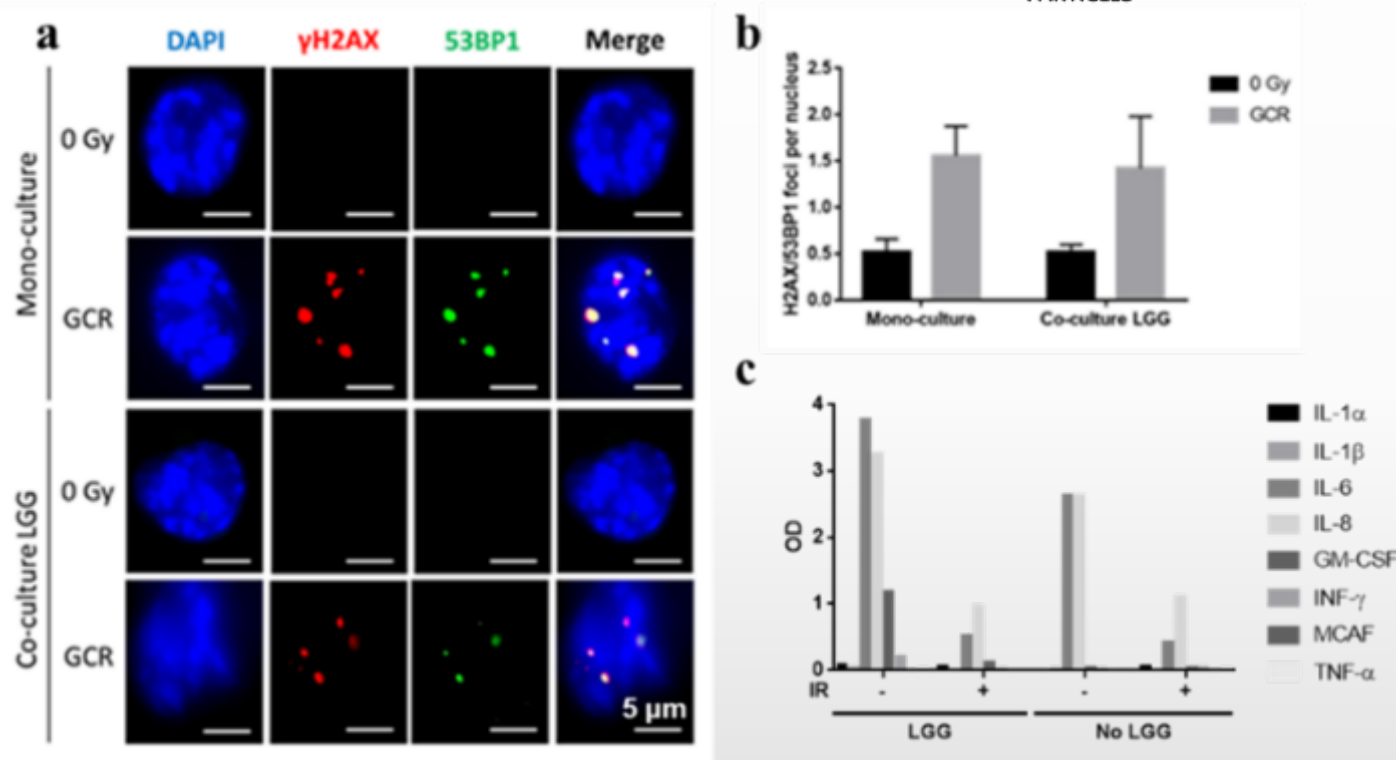 a
DAPI γH2AX 53BP1 Merge
Mono-culture
0 Gy
GCR
Co-culture LGG
0 Gy
GCR
5 µm
b
H2AX/53BP1 foci per nucleus
2.5
2.0
1.5
1.0
0.5
0.0
Mono-culture Co-culture LGG
0 Gy
GCR
c
OD
4
3
2
1
0
IR - + - +
LGG No LGG
IL-1α
IL-1β
IL-6
IL-8
GM-CSF
INF-γ
MCAF
TNF-α